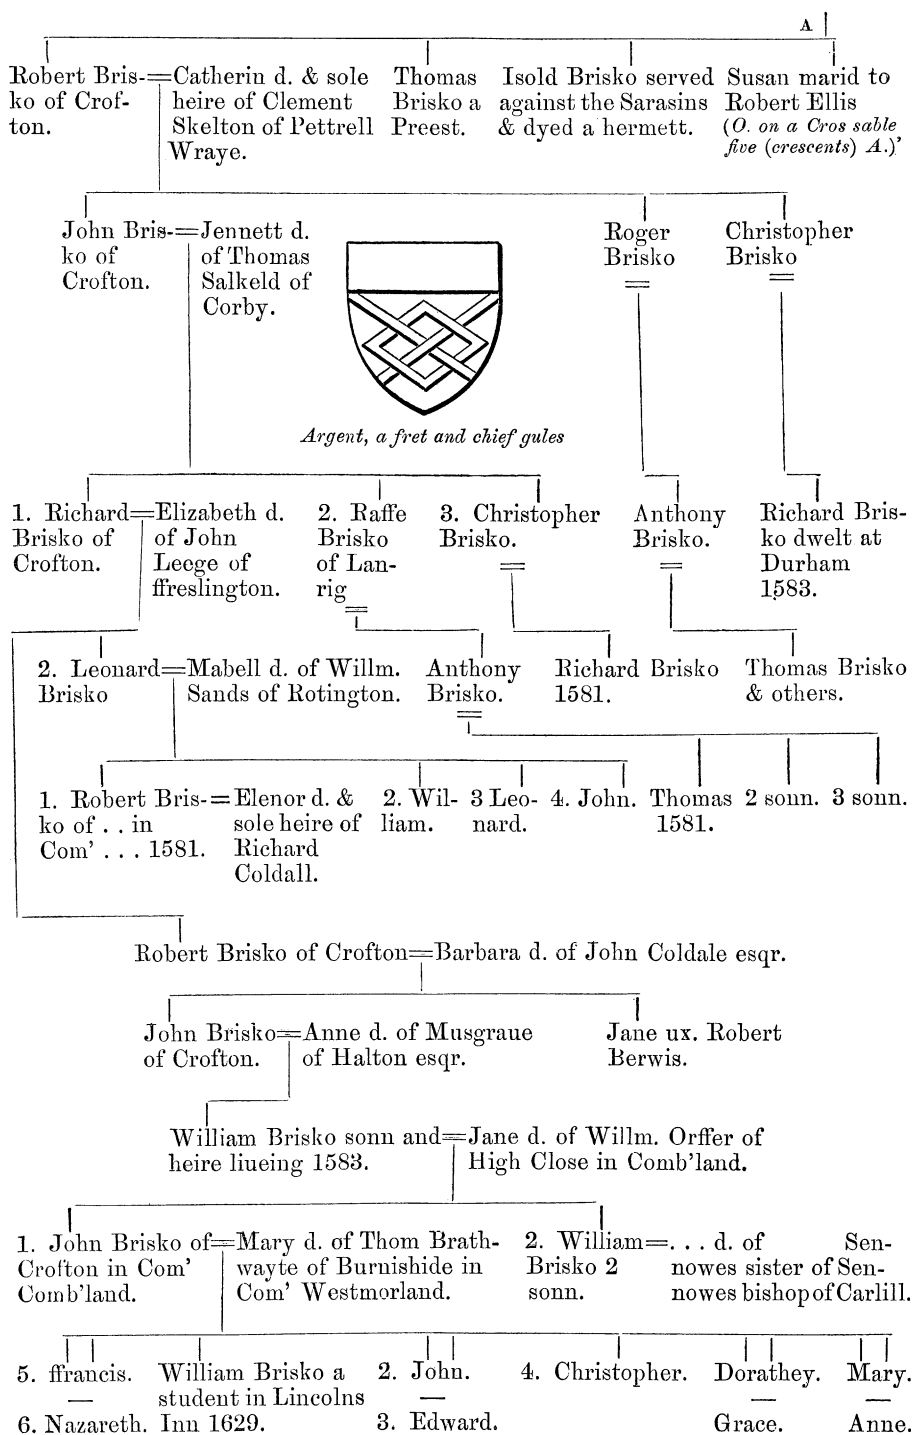 A
Robert Bris-=Catherin d. & sole
ko of Crof-
ton.
heire of Clement
Skelton of Pettrell
Wraye.
Thomas
Brisko a
Preest.
Isold Brisko served
against the Sarasins
& dyed a hermett.
Susan marid to
Robert Ellis
(O. on a Cros sable
five (crescents) A.)'
John Bris-=Jennett d.
ko of
Crofton.
of Thomas
Salkeld of
Corby.
Roger
Brisko
=
Christopher
Brisko
=
Argent, a fret and chief gules
1. Richard=Elizabeth d.
Brisko of
Crofton.
of John
Leege of
ffreslington.
2. Raffe
Brisko
of Lan-
rig
=
3. Christopher
Brisko.
=
Anthony
Brisko.
=
Richard Bris-
ko dwelt at
Durham
1583.
2. Leonard=Mabell d. of Willm.
Brisko
Sands of Rotington.
Anthony
Brisko.
=
Richard Brisko
1581.
Thomas Brisko
& others.
1. Robert Bris-=Elenor d. &
ko of . . in
Com' . . . 1581.
sole heire of
Richard
Coldall.
2. Wil-
liam.
3 Leo-
nard.
4. John.
Thomas
1581.
2 sonn.
3 sonn.
Robert Brisko of Crofton=Barbara d. of John Coldale esqr.
John Brisko=Anne d. of Musgraue
of Crofton.
of Halton esqr.
Jane ux. Robert
Berwis.
William Brisko sonn and=Jane d. of Willm. Orffer of
heire liueing 1583.
High Close in Comb'land.
1. John Brisko of=Mary d. of Thom Brath-
Crofton in Com'
Comb'land.
wayte of Burnishide in
Com' Westmorland.
2. William=. . . d. of Sen-
Brisko 2
sonn.
nowes sister of Sen-
nowes bishop of Carlill.
5. ffrancis.
—
6. Nazareth.
William Brisko a
student in Lincolns
Inn 1629.
2. John.
—
3. Edward.
4. Christopher.
Dorathey.
—
Grace.
Mary.
—
Anne.